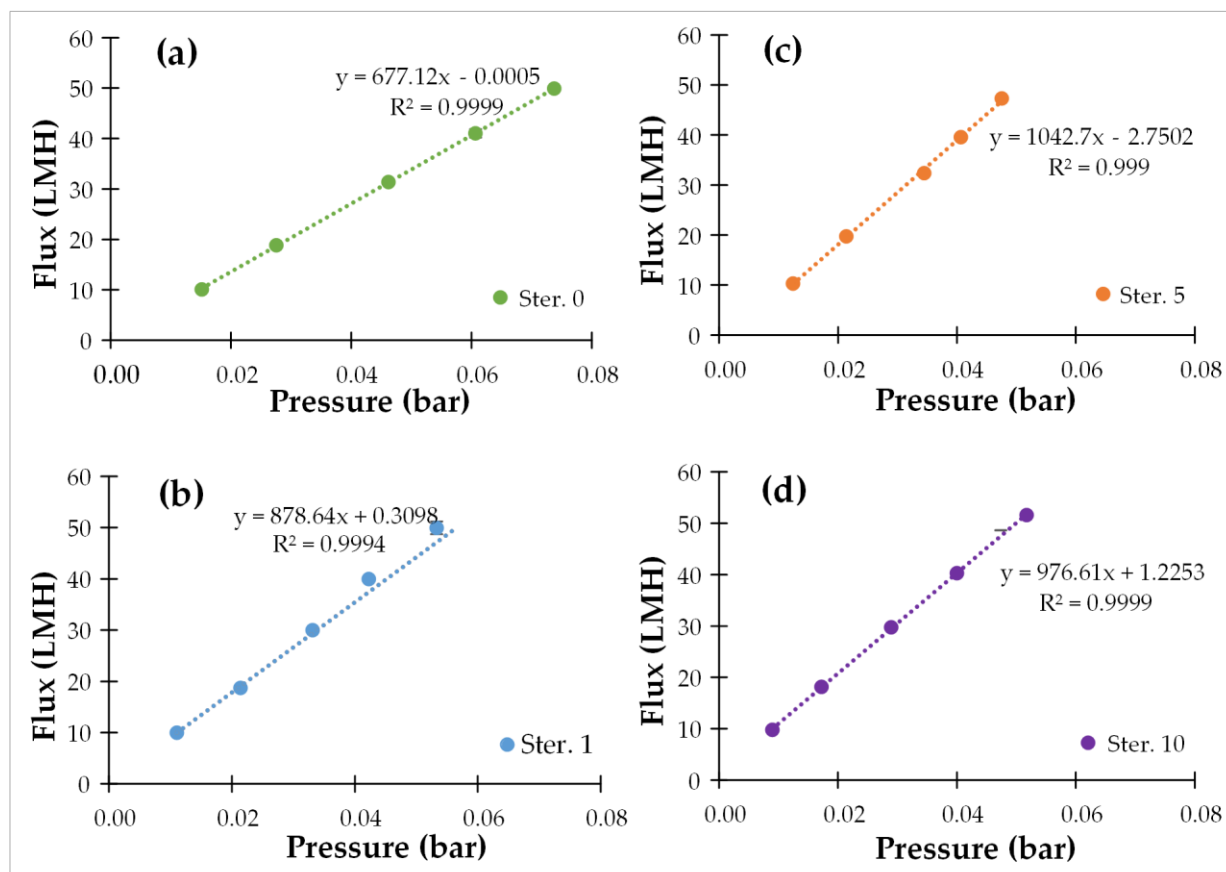 (a)
y = 677.12x - 0.0005
R² = 0.9999
60
50
40
30
20
10
0
Flux (LMH)
Ster. 0
0.00 0.02 0.04 0.06 0.08
Pressure (bar)
(c)
y = 1042.7x - 2.7502
R² = 0.999
60
50
40
30
20
10
0
Flux (LMH)
Ster. 5
0.00 0.02 0.04 0.06 0.08
Pressure (bar)
(b)
y = 878.64x + 0.3098
R² = 0.9994
60
50
40
30
20
10
0
Flux (LMH)
Ster. 1
0.00 0.02 0.04 0.06 0.08
Pressure (bar)
(d)
y = 976.61x + 1.2253
R² = 0.9999
60
50
40
30
20
10
0
Flux (LMH)
Ster. 10
0.00 0.02 0.04 0.06 0.08
Pressure (bar)